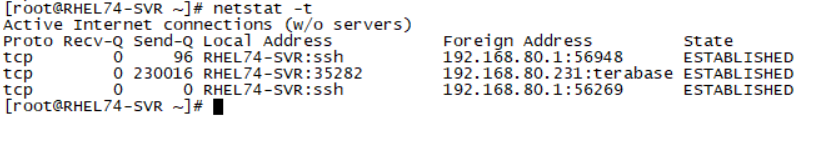 [root@RHEL74-SVR ~]# netstat -t
Active Internet connections (w/o servers)
Proto Recv-Q Send-Q Local Address           Foreign Address         State
tcp        0     96 RHEL74-SVR:ssh          192.168.80.1:56948      ESTABLISHED
tcp        0 230016 RHEL74-SVR:35282        192.168.80.231:terabase ESTABLISHED
tcp        0      0 RHEL74-SVR:ssh          192.168.80.1:56269      ESTABLISHED
[root@RHEL74-SVR ~]#